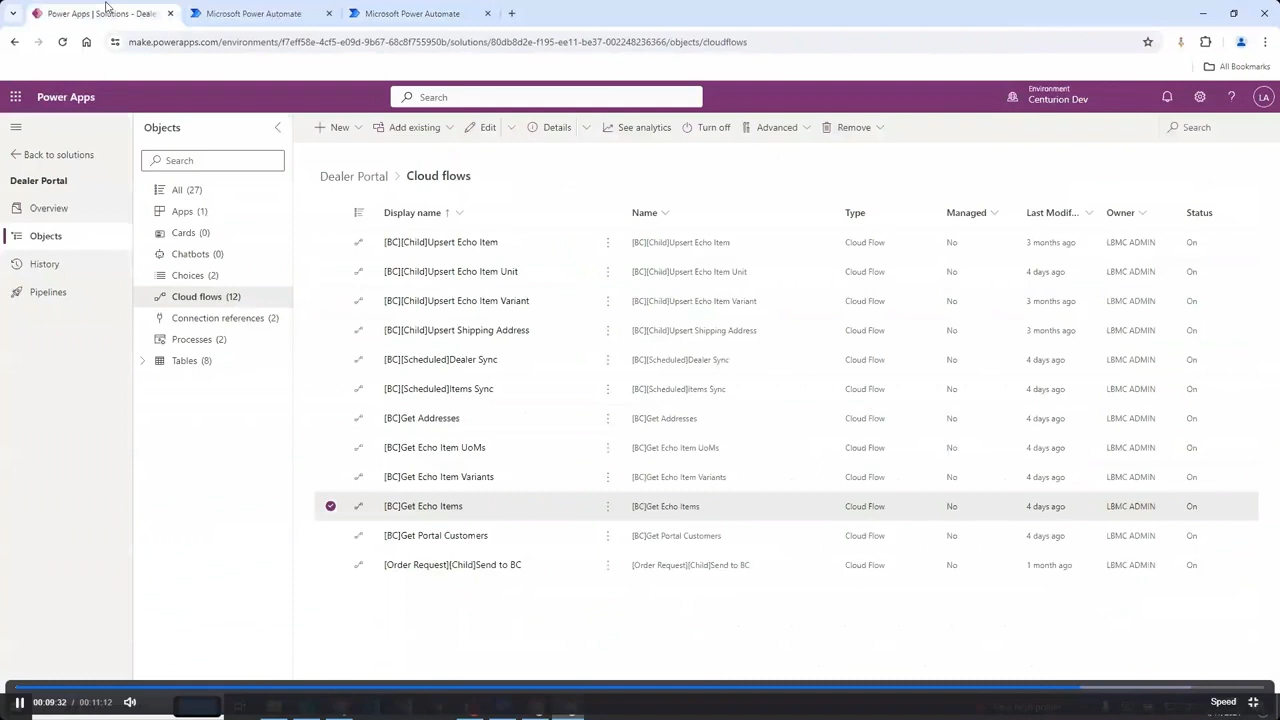 Power Apps | Solutions - Deale
Microsoft Power Automate
Microsoft Power Automate
make.powerapps.com/environments/f7eff58e-4cf5-e09d-9b67-68c8f755950b/solutions/80db8d2e-f195-ee11-be37-002248236366/objects/cloudflows
All Bookmarks
Power Apps
Search
Environment
Centurion Dev
LA
Objects
New
Add existing
Edit
Details
See analytics
Turn off
Advanced
Remove
Search
Back to solutions
Dealer Portal
Overview
Objects
History
Pipelines
Search
All (27)
Apps (1)
Cards (0)
Chatbots (0)
Choices (2)
Cloud flows (12)
Connection references (2)
Processes (2)
Tables (8)
Dealer Portal > Cloud flows
Display name Name Type Managed Last Modif... Owner Status
[BC][Child]Upsert Echo Item [BC][Child]Upsert Echo Item Cloud Flow No 3 months ago LBMC ADMIN On
[BC][Child]Upsert Echo Item Unit [BC][Child]Upsert Echo Item Unit Cloud Flow No 4 days ago LBMC ADMIN On
[BC][Child]Upsert Echo Item Variant [BC][Child]Upsert Echo Item Variant Cloud Flow No 3 months ago LBMC ADMIN On
[BC][Child]Upsert Shipping Address [BC][Child]Upsert Shipping Address Cloud Flow No 3 months ago LBMC ADMIN On
[BC][Scheduled]Dealer Sync [BC][Scheduled]Dealer Sync Cloud Flow No 4 days ago LBMC ADMIN On
[BC][Scheduled]Items Sync [BC][Scheduled]Items Sync Cloud Flow No 4 days ago LBMC ADMIN On
[BC]Get Addresses [BC]Get Addresses Cloud Flow No 4 days ago LBMC ADMIN On
[BC]Get Echo Item UoMs [BC]Get Echo Item UoMs Cloud Flow No 4 days ago LBMC ADMIN On
[BC]Get Echo Item Variants [BC]Get Echo Item Variants Cloud Flow No 4 days ago LBMC ADMIN On
[BC]Get Echo Items [BC]Get Echo Items Cloud Flow No 4 days ago LBMC ADMIN On
[BC]Get Portal Customers [BC]Get Portal Customers Cloud Flow No 4 days ago LBMC ADMIN On
[Order Request][Child]Send to BC [Order Request][Child]Send to BC Cloud Flow No 1 month ago LBMC ADMIN On
00:09:32 / 00:11:12
Speed